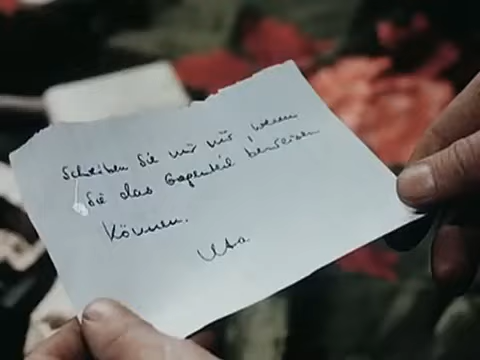 Schreiben Sie mir nur, wenn
Sie das Gegenteil beweisen
können.
Uta